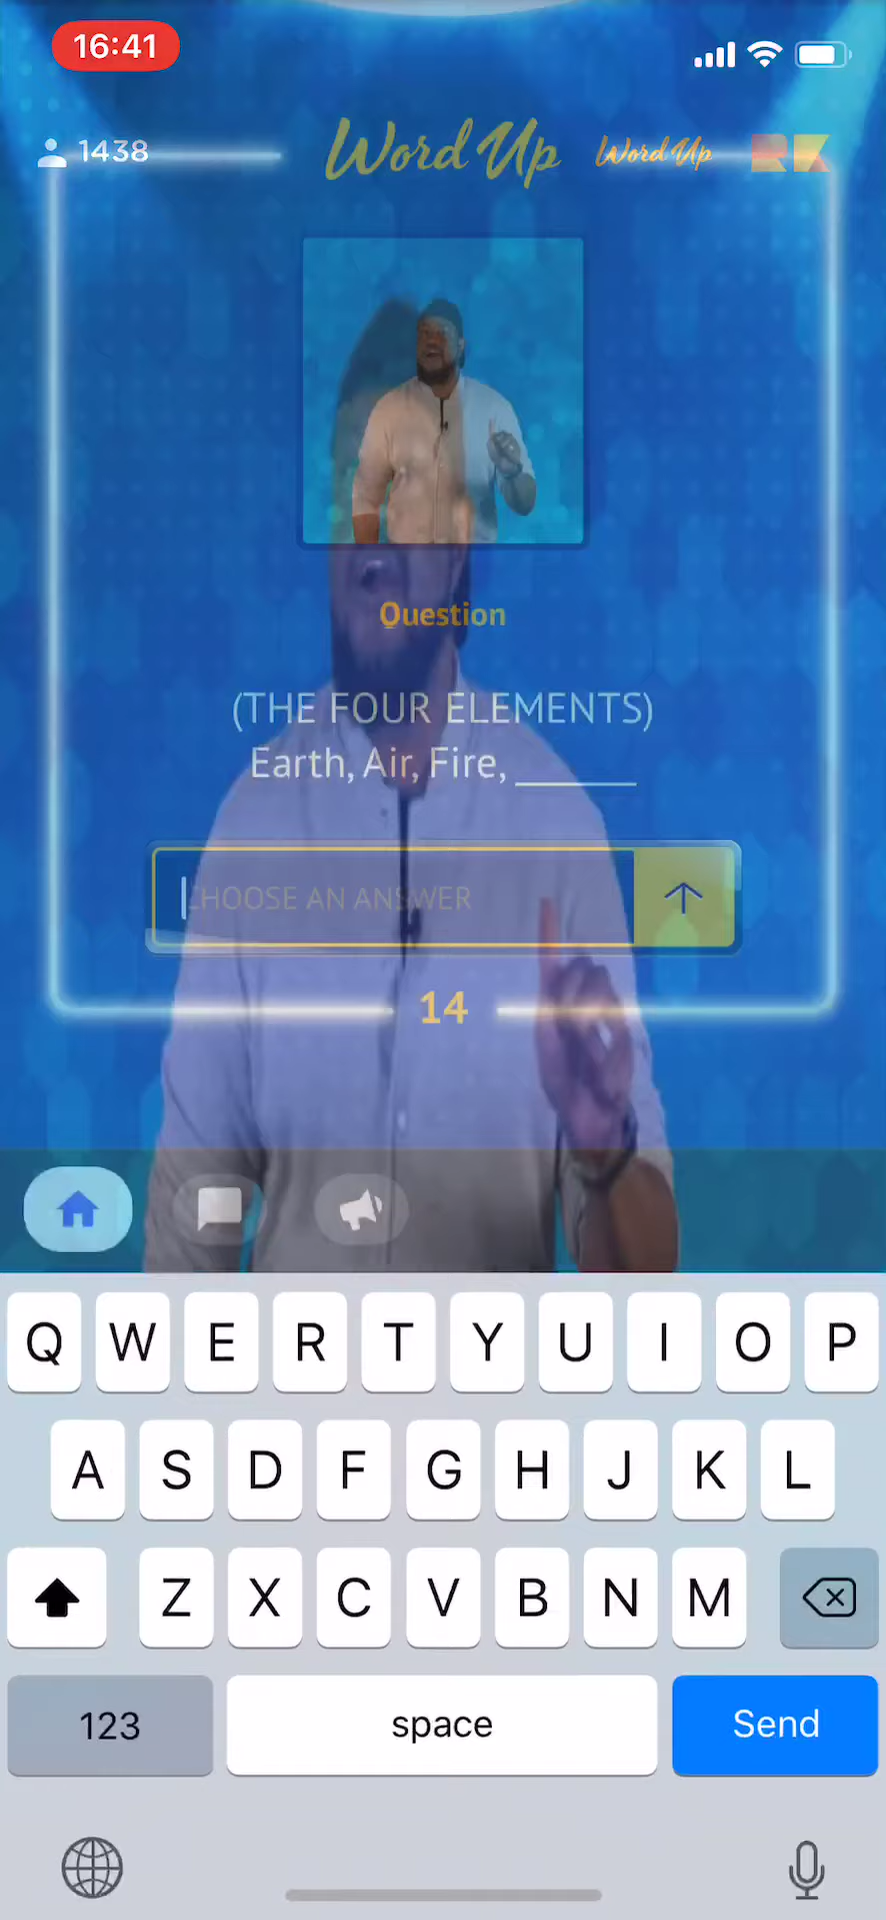 16:41
1438
Word Up
Word Up
RK
Question
(THE FOUR ELEMENTS)
Earth, Air, Fire, ______
CHOOSE AN ANSWER
14
Q W E R T Y U I O P
A S D F G H J K L
Z X C V B N M
123
space
Send